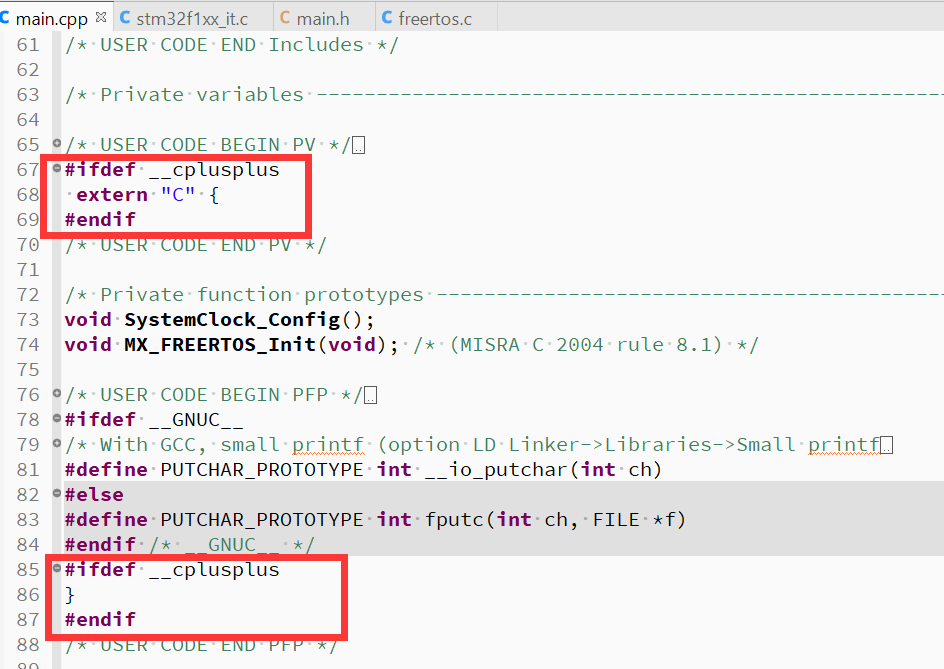 main.cpp stm32f1xx_it.c main.h freertos.c
61 /* USER CODE END Includes */
62
63 /* Private variables ---------------------------------------------------------
64
65 /* USER CODE BEGIN PV */
67 #ifdef __cplusplus
68 extern "C" {
69 #endif
70 /* USER CODE END PV */
71
72 /* Private function prototypes -----------------------------------------------
73 void SystemClock_Config();
74 void MX_FREERTOS_Init(void); /* (MISRA C 2004 rule 8.1) */
75
76 /* USER CODE BEGIN PFP */
78 #ifdef __GNUC__
79 /* With GCC, small printf (option LD Linker->Libraries->Small printf
81 #define PUTCHAR_PROTOTYPE int __io_putchar(int ch)
82 #else
83 #define PUTCHAR_PROTOTYPE int fputc(int ch, FILE *f)
84 #endif /* __GNUC__ */
85 #ifdef __cplusplus
86 }
87 #endif
88 /* USER CODE END PFP */
89